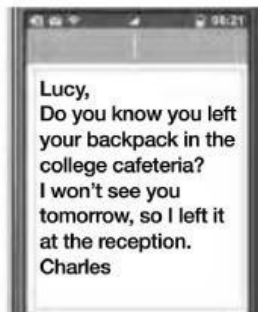 08:21
Lucy,
Do you know you left
your backpack in the
college cafeteria?
I won't see you
tomorrow, so I left it
at the reception.
Charles